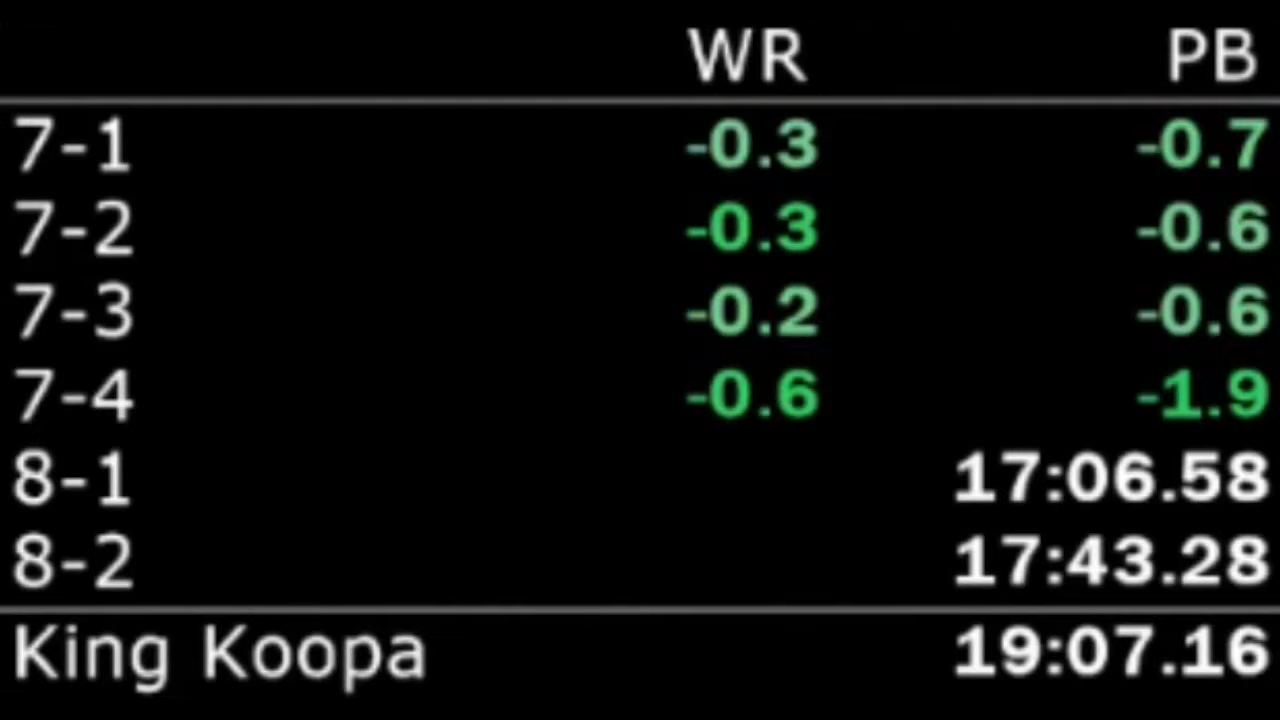 WR PB
7-1 -0.3 -0.7
7-2 -0.3 -0.6
7-3 -0.2 -0.6
7-4 -0.6 -1.9
8-1 17:06.58
8-2 17:43.28
King Koopa 19:07.16